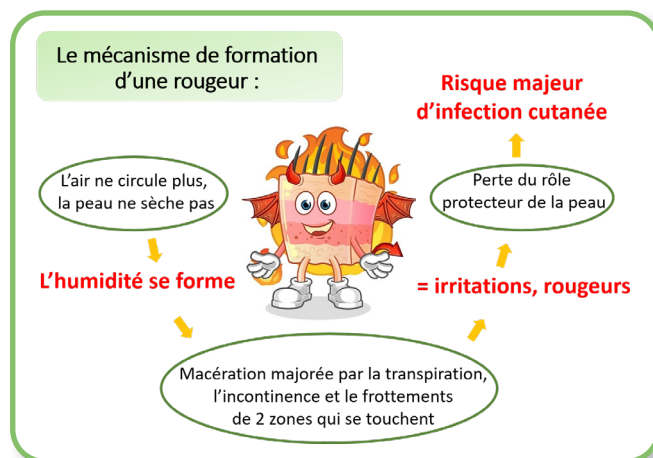 Le mécanisme de formation
d'une rougeur :
L'air ne circule plus,
la peau ne sèche pas
L'humidité se forme
Macération majorée par la transpiration,
l'incontinence et le frottements
de 2 zones qui se touchent
= irritations, rougeurs
Perte du rôle
protecteur de la peau
Risque majeur
d'infection cutanée